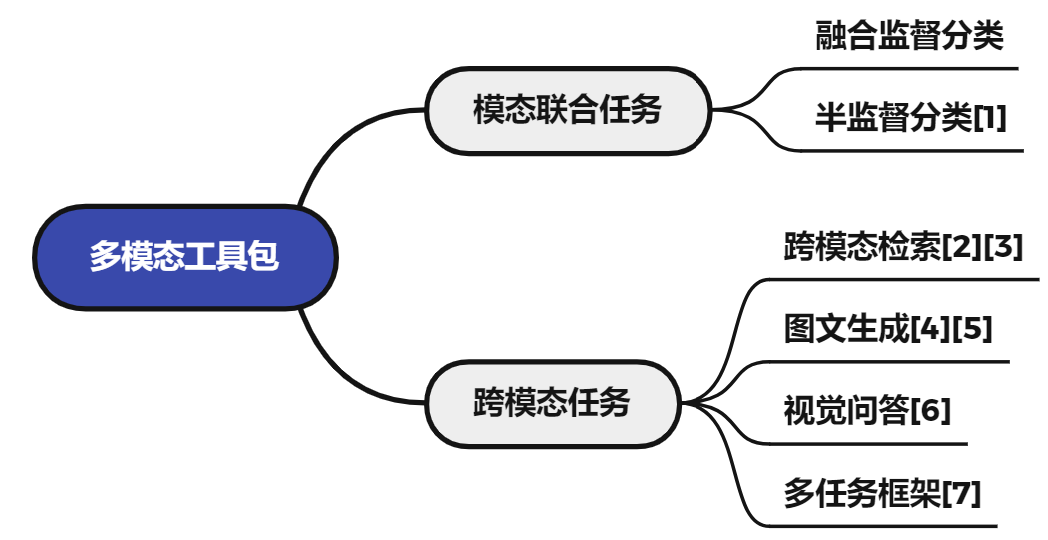 多模态工具包
模态联合任务
融合监督分类
半监督分类[1]
跨模态任务
跨模态检索[2][3]
图文生成[4][5]
视觉问答[6]
多任务框架[7]